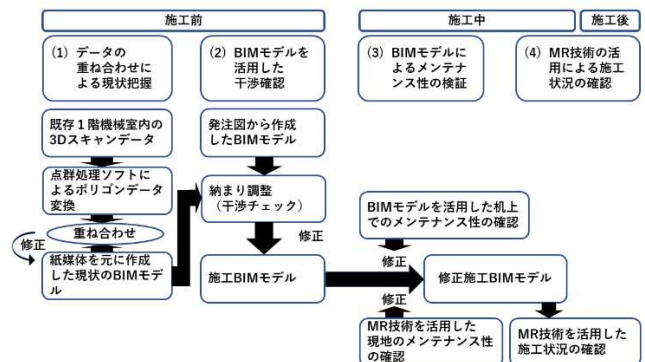 施工前
施工中
施工後
(1) データの
重ね合わせに
よる現状把握
(2) BIMモデルを
活用した
干渉確認
(3) BIMモデルに
よるメンテナ
ンス性の検証
(4) MR技術の活
用による施工
状況の確認
既存1階機械室内の
3Dスキャンデータ
発注図から作成
したBIMモデル
点群処理ソフトに
よるポリゴンデータ
変換
納まり調整
（干渉チェック）
BIMモデルを活用した机上
でのメンテナンス性の確認
重ね合わせ
修正
修正
修正
紙媒体を元に作成
した現状のBIMモデ
ル
施工BIMモデル
修正施工BIMモデル
修正
MR技術を活用した
現地のメンテナンス性
の確認
MR技術を活用した
施工状況の確認